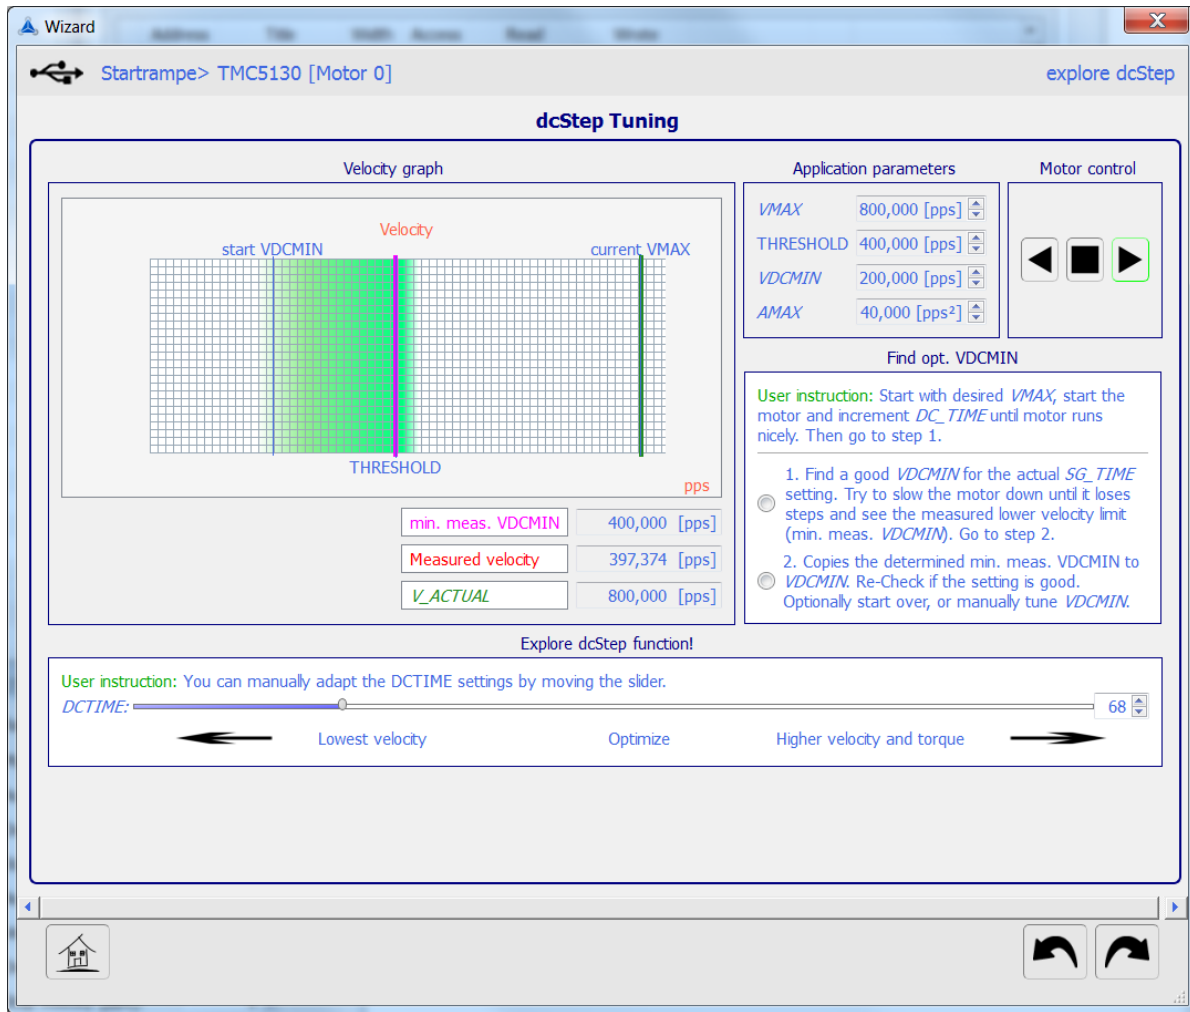 Wizard
Address Title Width Access Read Write
Startrampe> TMC5130 [Motor 0]
explore dcStep
dcStep Tuning
Velocity graph
Velocity
start VDCMIN
current VMAX
THRESHOLD
pps
min. meas. VDCMIN 400,000 [pps]
Measured velocity 397,374 [pps]
V_ACTUAL 800,000 [pps]
Application parameters
VMAX 800,000 [pps]
THRESHOLD 400,000 [pps]
VDCMIN 200,000 [pps]
AMAX 40,000 [pps²]
Motor control
Find opt. VDCMIN
User instruction: Start with desired VMAX, start the
motor and increment DC_TIME until motor runs
nicely. Then go to step 1.
1. Find a good VDCMIN for the actual SG_TIME
setting. Try to slow the motor down until it loses
steps and see the measured lower velocity limit
(min. meas. VDCMIN). Go to step 2.
2. Copies the determined min. meas. VDCMIN to
VDCMIN. Re-Check if the setting is good.
Optionally start over, or manually tune VDCMIN.
Explore dcStep function!
User instruction: You can manually adapt the DCTIME settings by moving the slider.
DCTIME: 68
Lowest velocity
Optimize
Higher velocity and torque